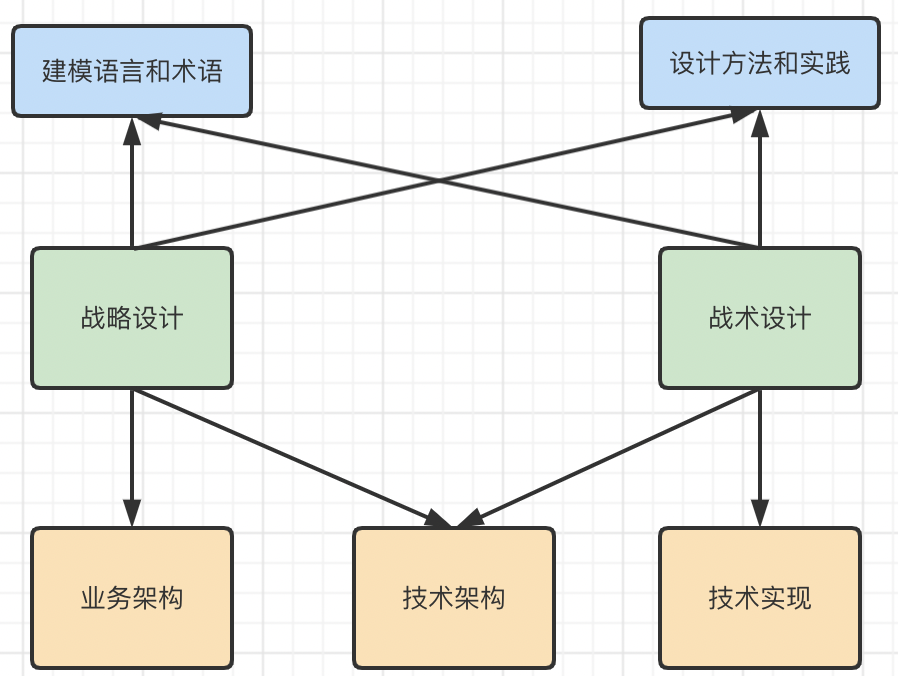 建模语言和术语
设计方法和实践
战略设计
战术设计
业务架构
技术架构
技术实现